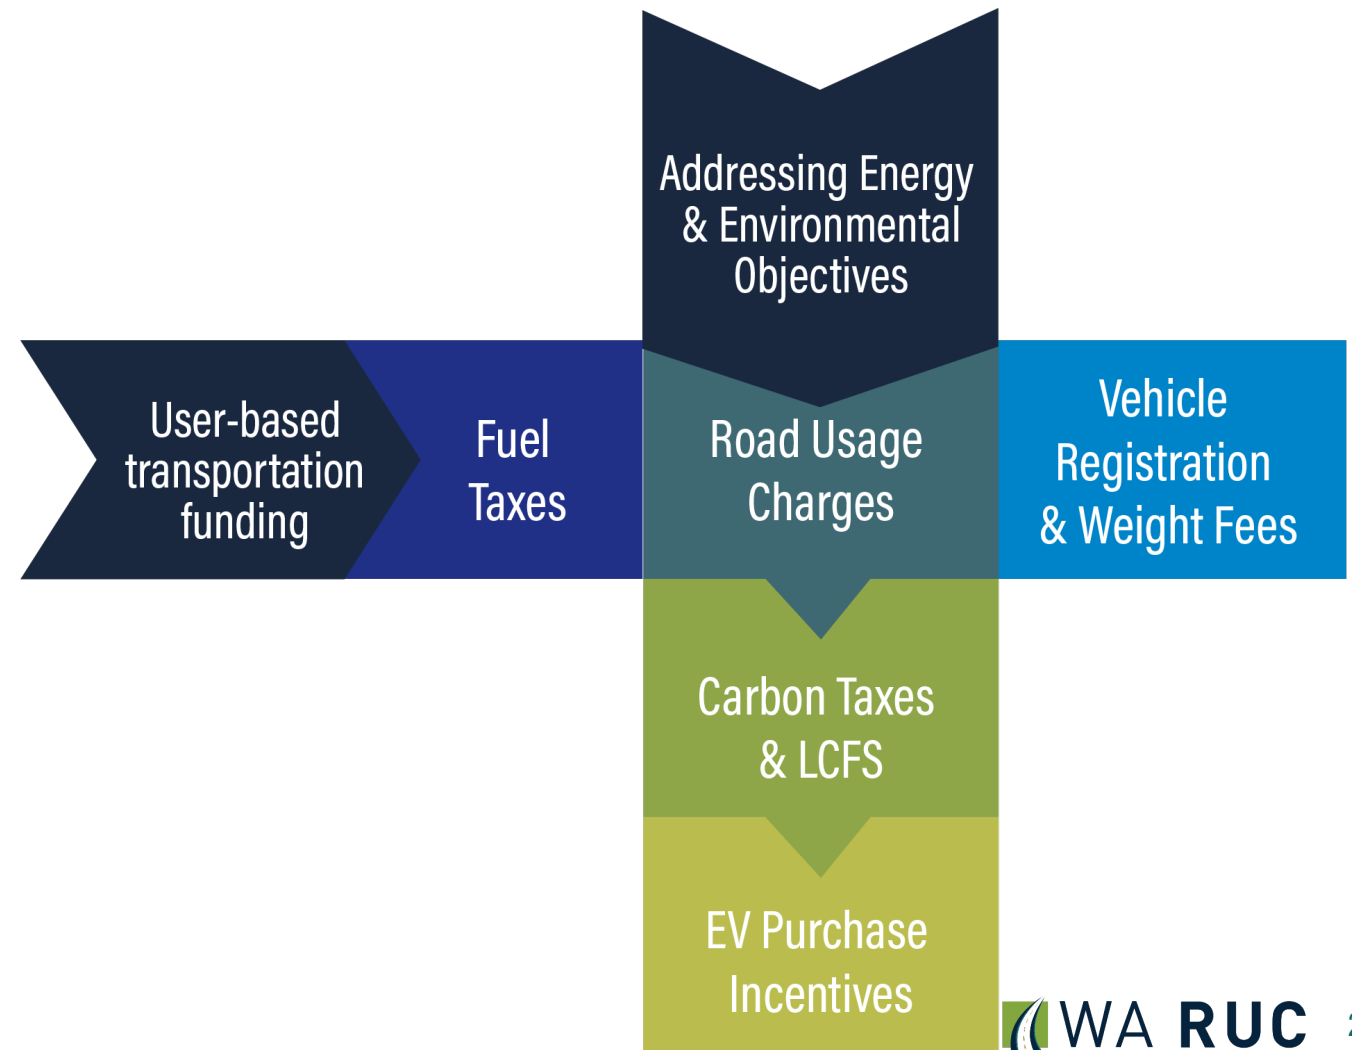 Addressing Energy
& Environmental
Objectives
User-based
transportation
funding
Fuel
Taxes
Road Usage
Charges
Vehicle
Registration
& Weight Fees
Carbon Taxes
& LCFS
EV Purchase
Incentives
WA RUC